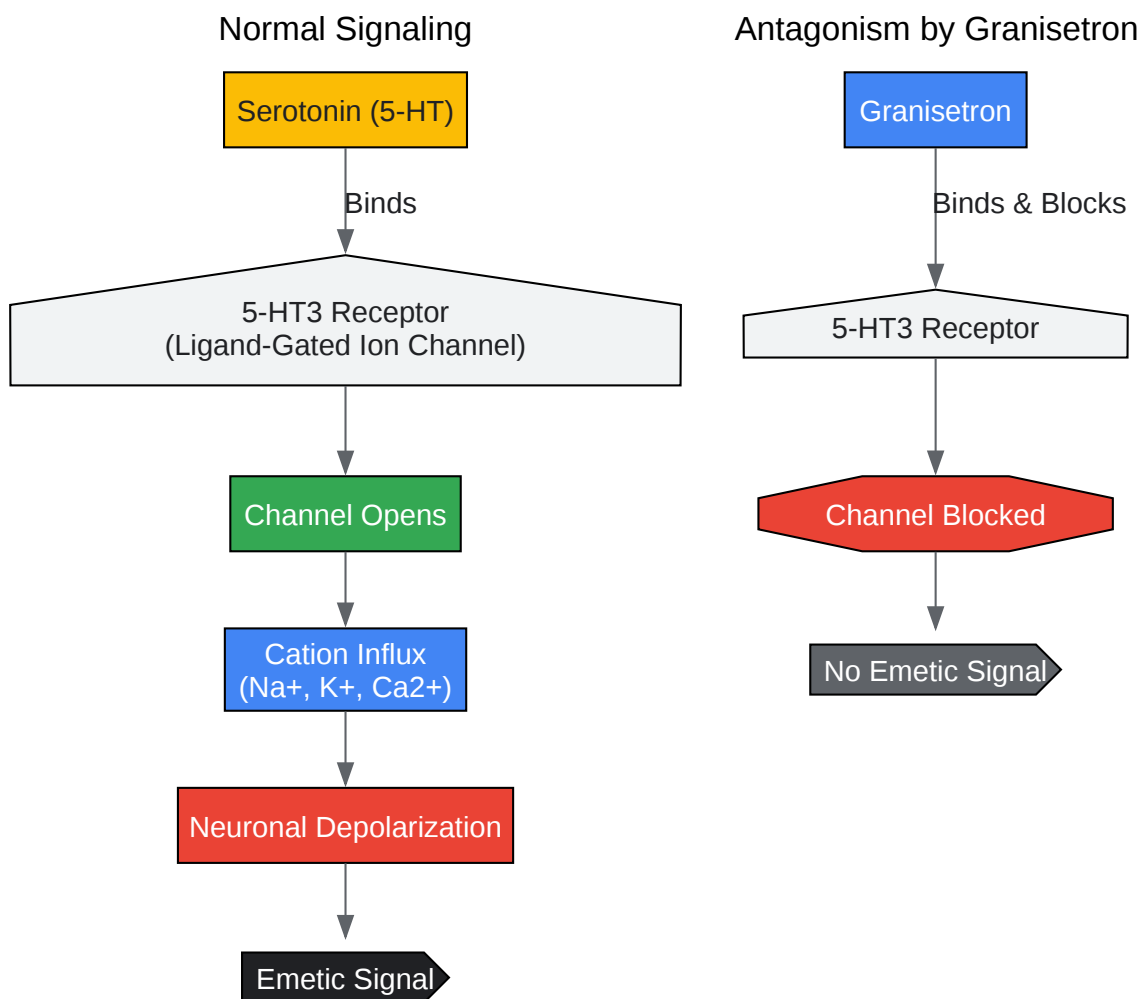 Normal Signaling
Serotonin (5-HT)
Binds
5-HT3 Receptor
(Ligand-Gated Ion Channel)
Channel Opens
Cation Influx
(Na+, K+, Ca2+)
Neuronal Depolarization
Emetic Signal
Antagonism by Granisetron
Granisetron
Binds & Blocks
5-HT3 Receptor
Channel Blocked
No Emetic Signal